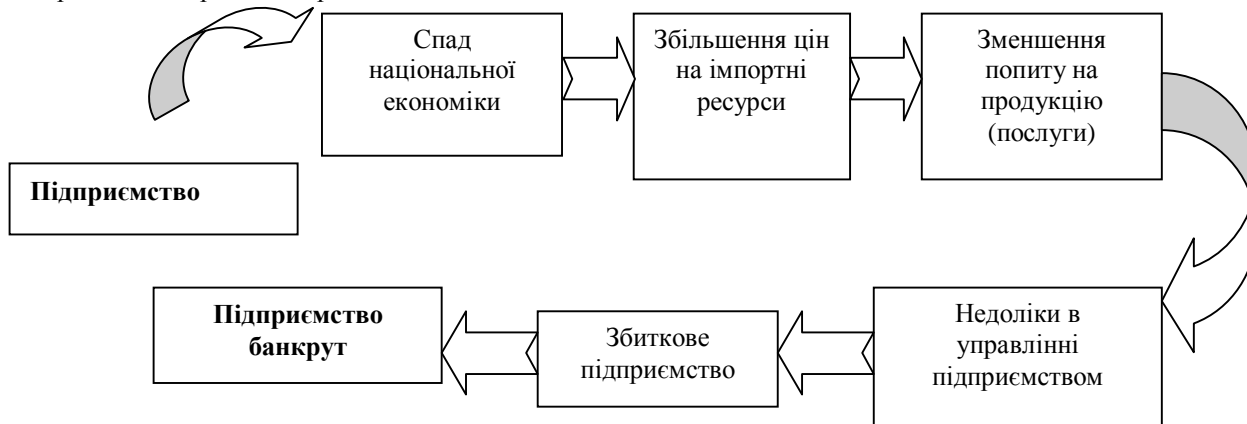 Спад
національної
економіки
Збільшення цін
на імпортні
ресурси
Зменшення
попиту на
продукцію
(послуги)
Підприємство
Підприємство
банкрут
Збиткове
підприємство
Недоліки в
управлінні
підприємством